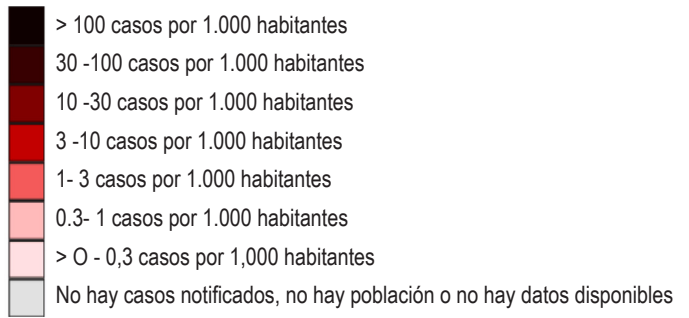 > 100 casos por 1.000 habitantes
30 -100 casos por 1.000 habitantes
10 -30 casos por 1.000 habitantes
3 -10 casos por 1.000 habitantes
1- 3 casos por 1.000 habitantes
0.3- 1 casos por 1.000 habitantes
> O - 0,3 casos por 1,000 habitantes
No hay casos notificados, no hay población o no hay datos disponibles